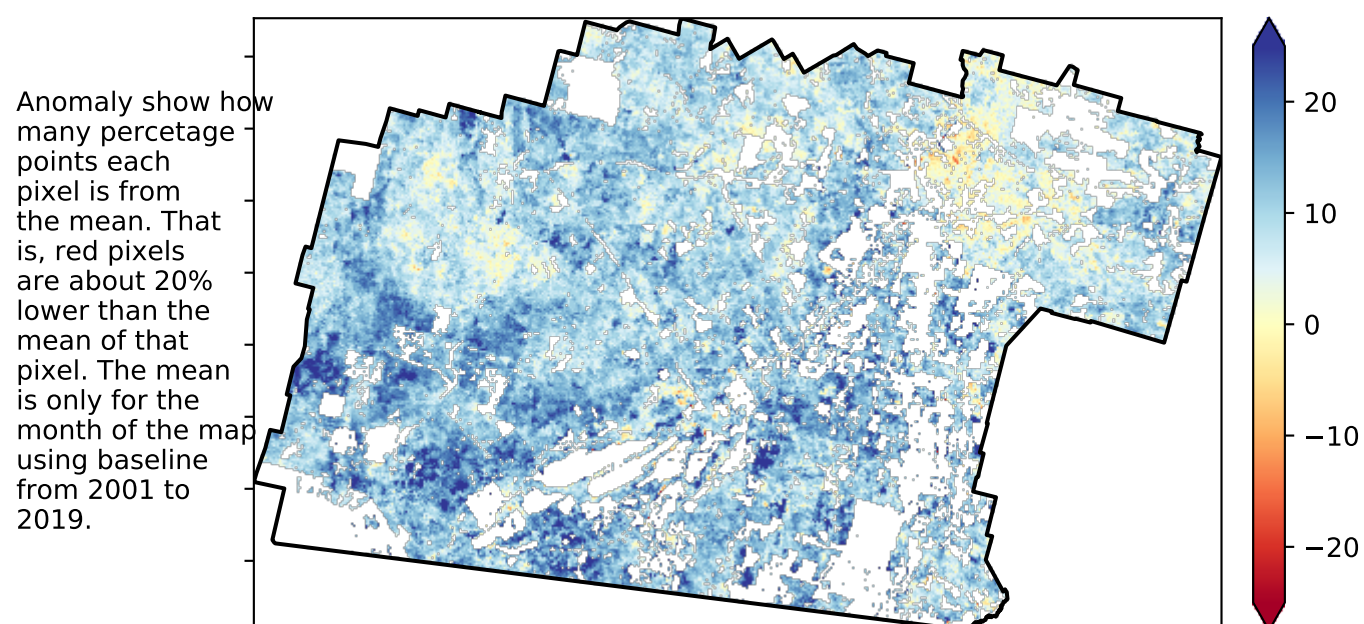 Anomaly show how
many percetage
points each
pixel is from
the mean. That
is, red pixels
are about 20%
lower than the
mean of that
pixel. The mean
is only for the
month of the map
using baseline
from 2001 to
2019.
20
10
0
−10
−20